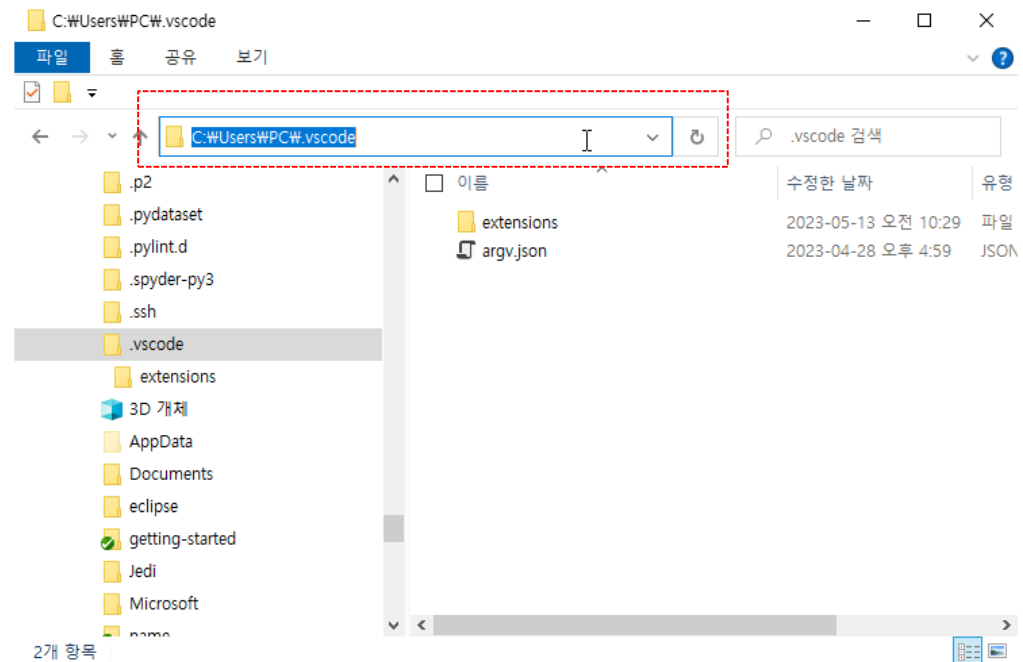 C:₩Users₩PC₩.vscode
파일 홈 공유 보기
C:₩Users₩PC₩.vscode
.vscode 검색
.p2
.pydataset
.pylint.d
.spyder-py3
.ssh
.vscode
extensions
3D 개체
AppData
Documents
eclipse
getting-started
Jedi
Microsoft
이름 수정한 날짜 유형
extensions 2023-05-13 오전 10:29 파일
argv.json 2023-04-28 오후 4:59 JSON
2개 항목